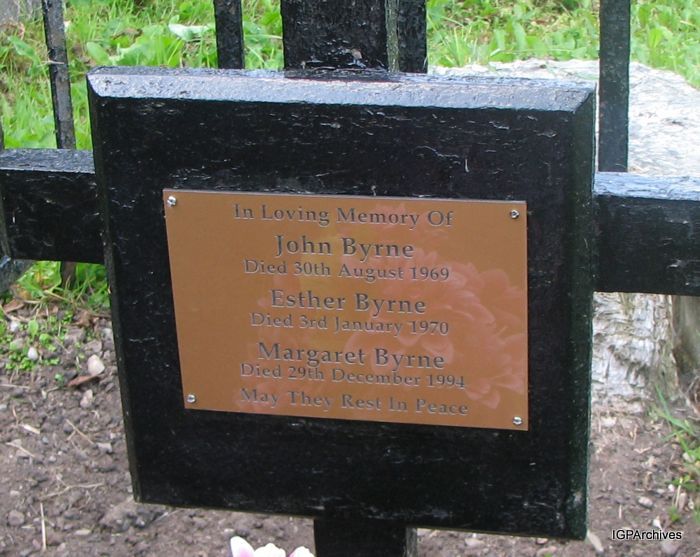 In Loving Memory Of
John Byrne
Died 30th August 1969
Esther Byrne
Died 3rd January 1970
Margaret Byrne
Died 29th December 1994
May They Rest In Peace
IGPArchives